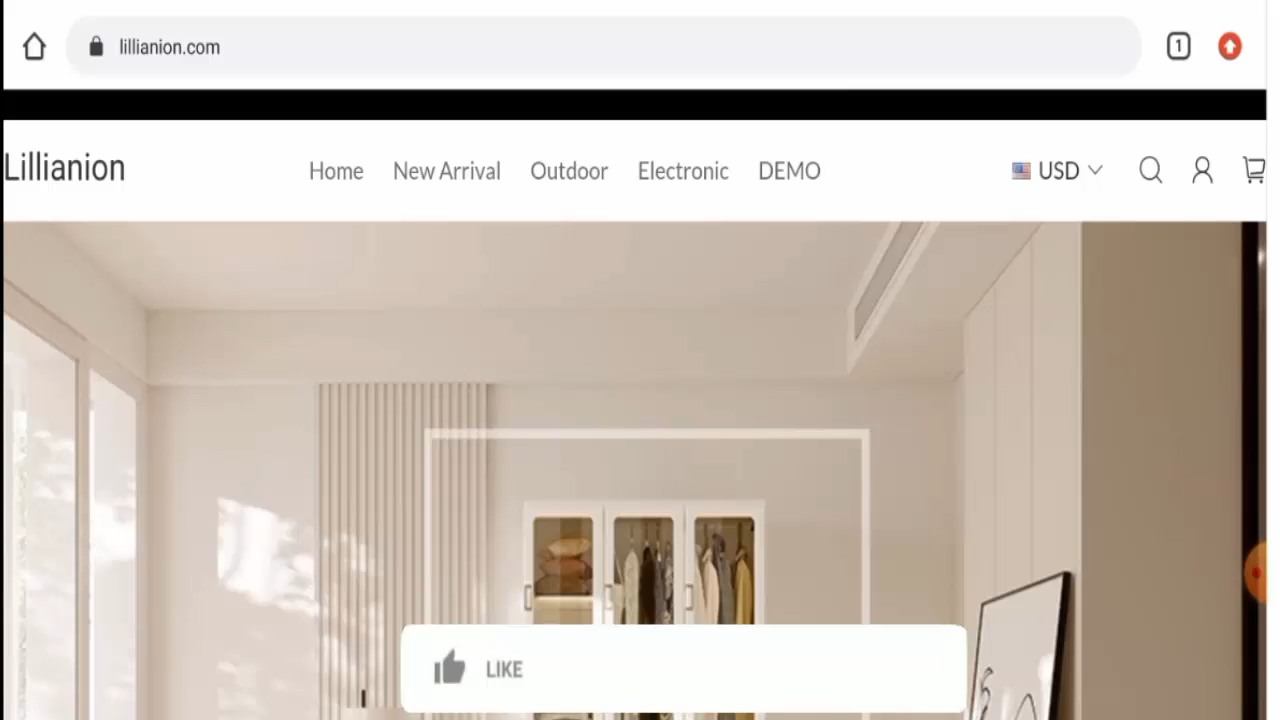 lillianion.com
1
Lillianion
Home New Arrival Outdoor Electronic DEMO
USD
LIKE